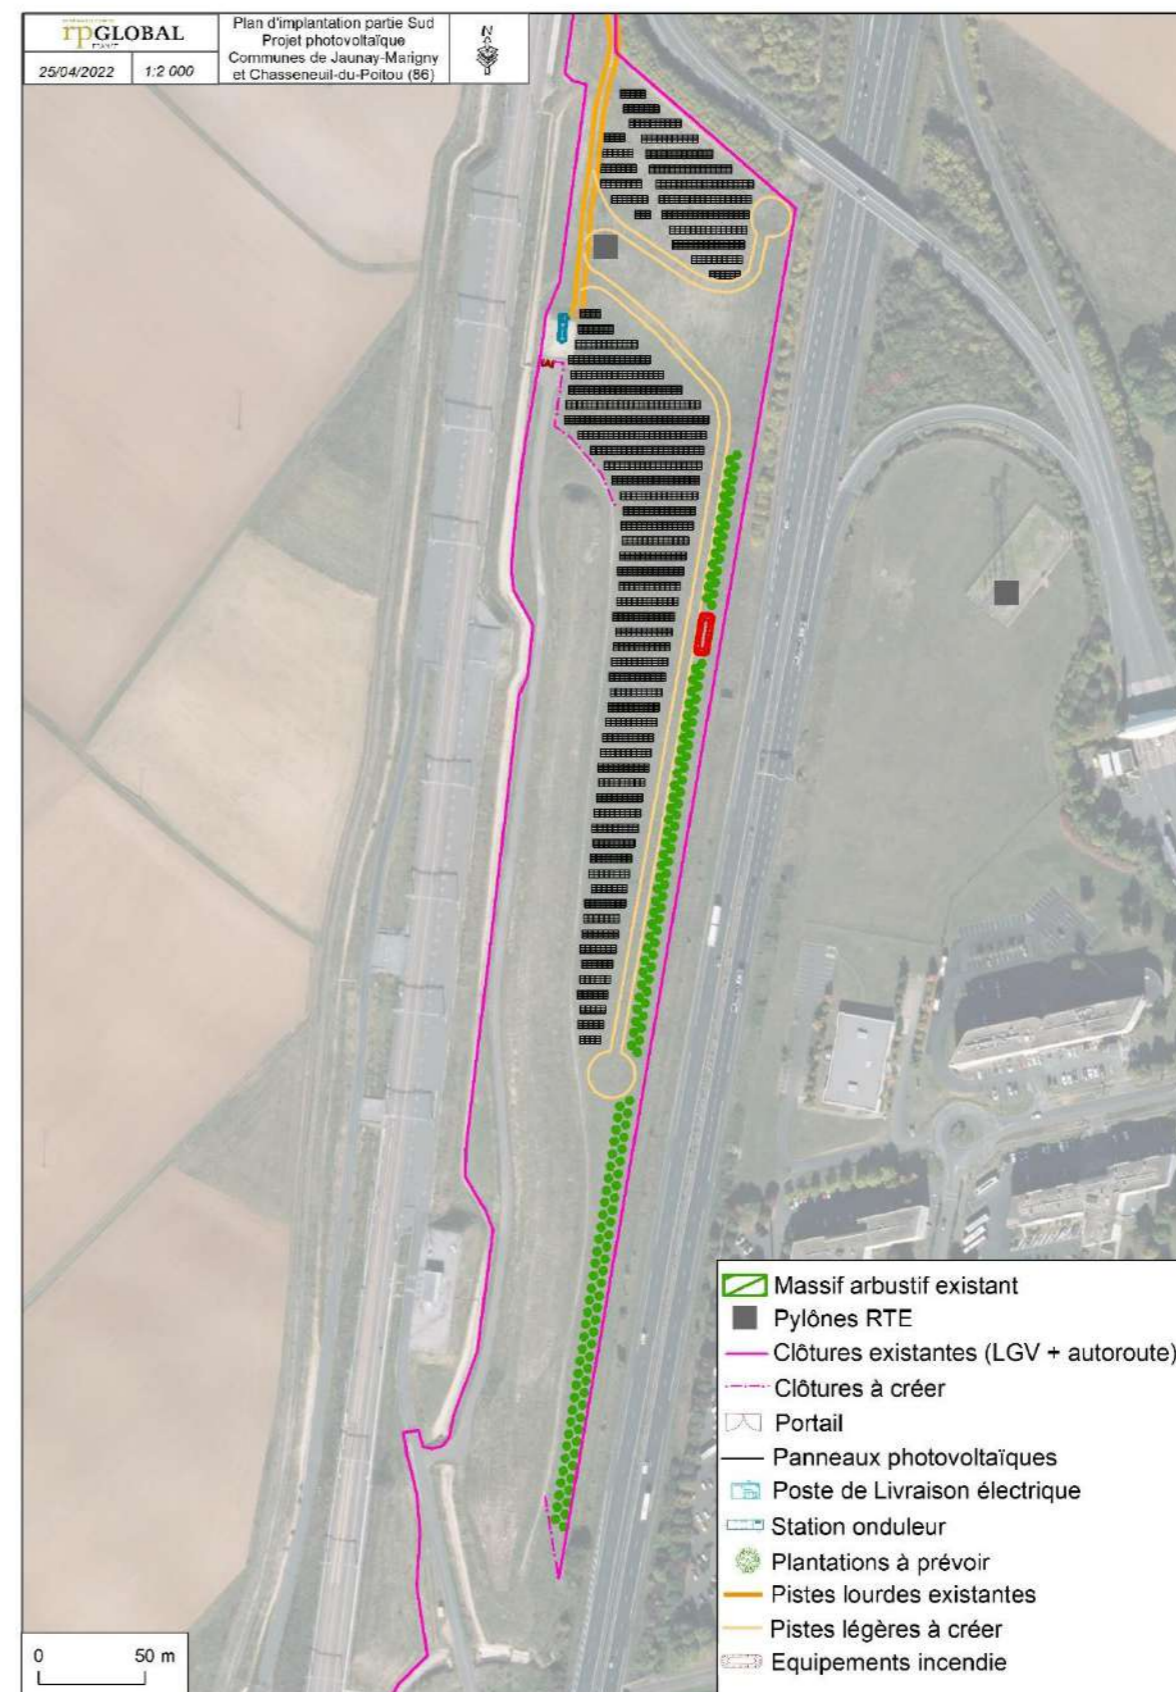 rpGLOBAL
25/04/2022
1:2 000
Plan d'implantation partie Sud
Projet photovoltaïque
Communes de Jaunay-Marigny
et Chasseneuil-du-Poitou (86)
N
Massif arbustif existant
Pylônes RTE
Clôtures existantes (LGV + autoroute)
Clôtures à créer
Portail
Panneaux photovoltaïques
Poste de Livraison électrique
Station onduleur
Plantations à prévoir
Pistes lourdes existantes
Pistes légères à créer
Equipements incendie
0 50 m